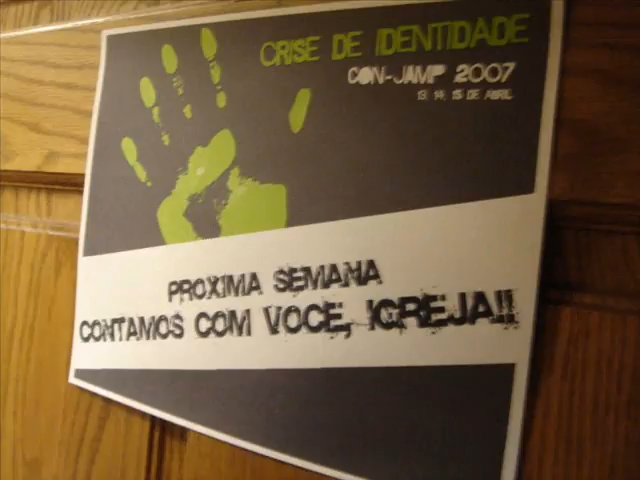 CRISE DE IDENTIDADE
CON-JAMP 2007
13, 14, 15 DE ABRIL
PROXIMA SEMANA
CONTAMOS COM VOCE, IGREJA!!